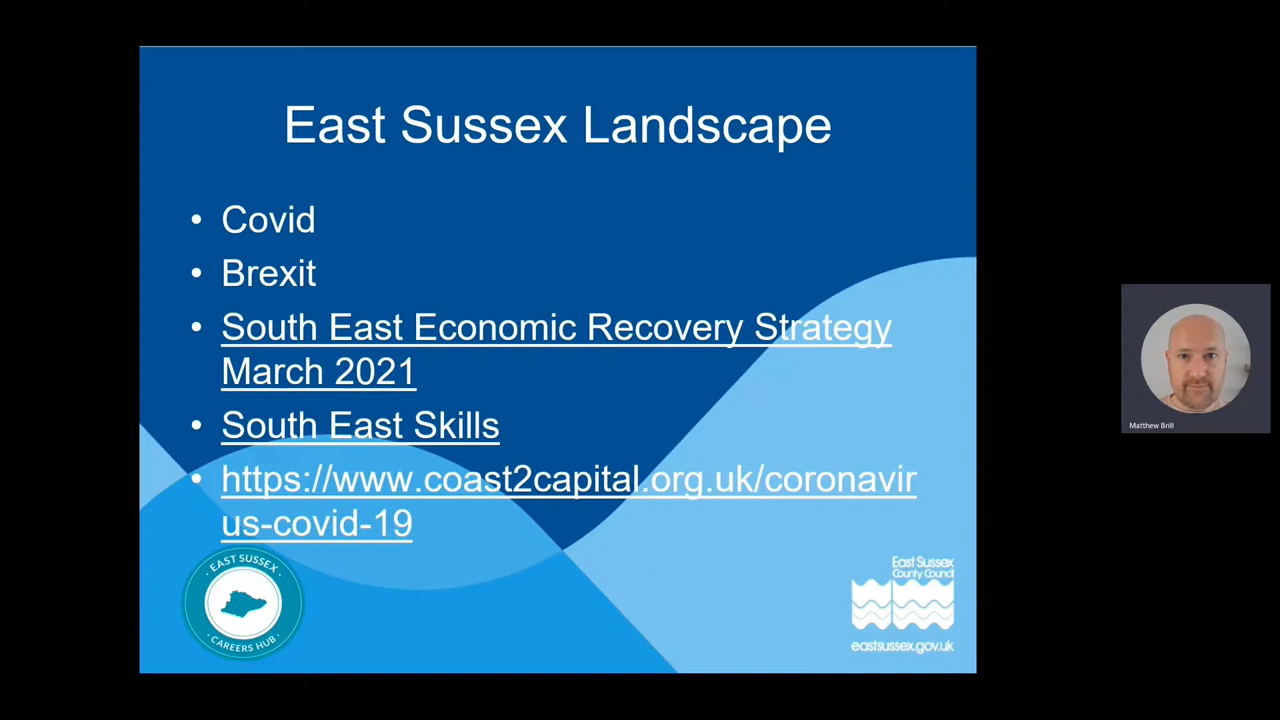 East Sussex Landscape
• Covid
• Brexit
• South East Economic Recovery Strategy
March 2021
• South East Skills
• https://www.coast2capital.org.uk/coronavir
us-covid-19
· EAST SUSSEX ·
· CAREERS HUB ·
East Sussex
County Council
eastsussex.gov.uk
Matthew Brill